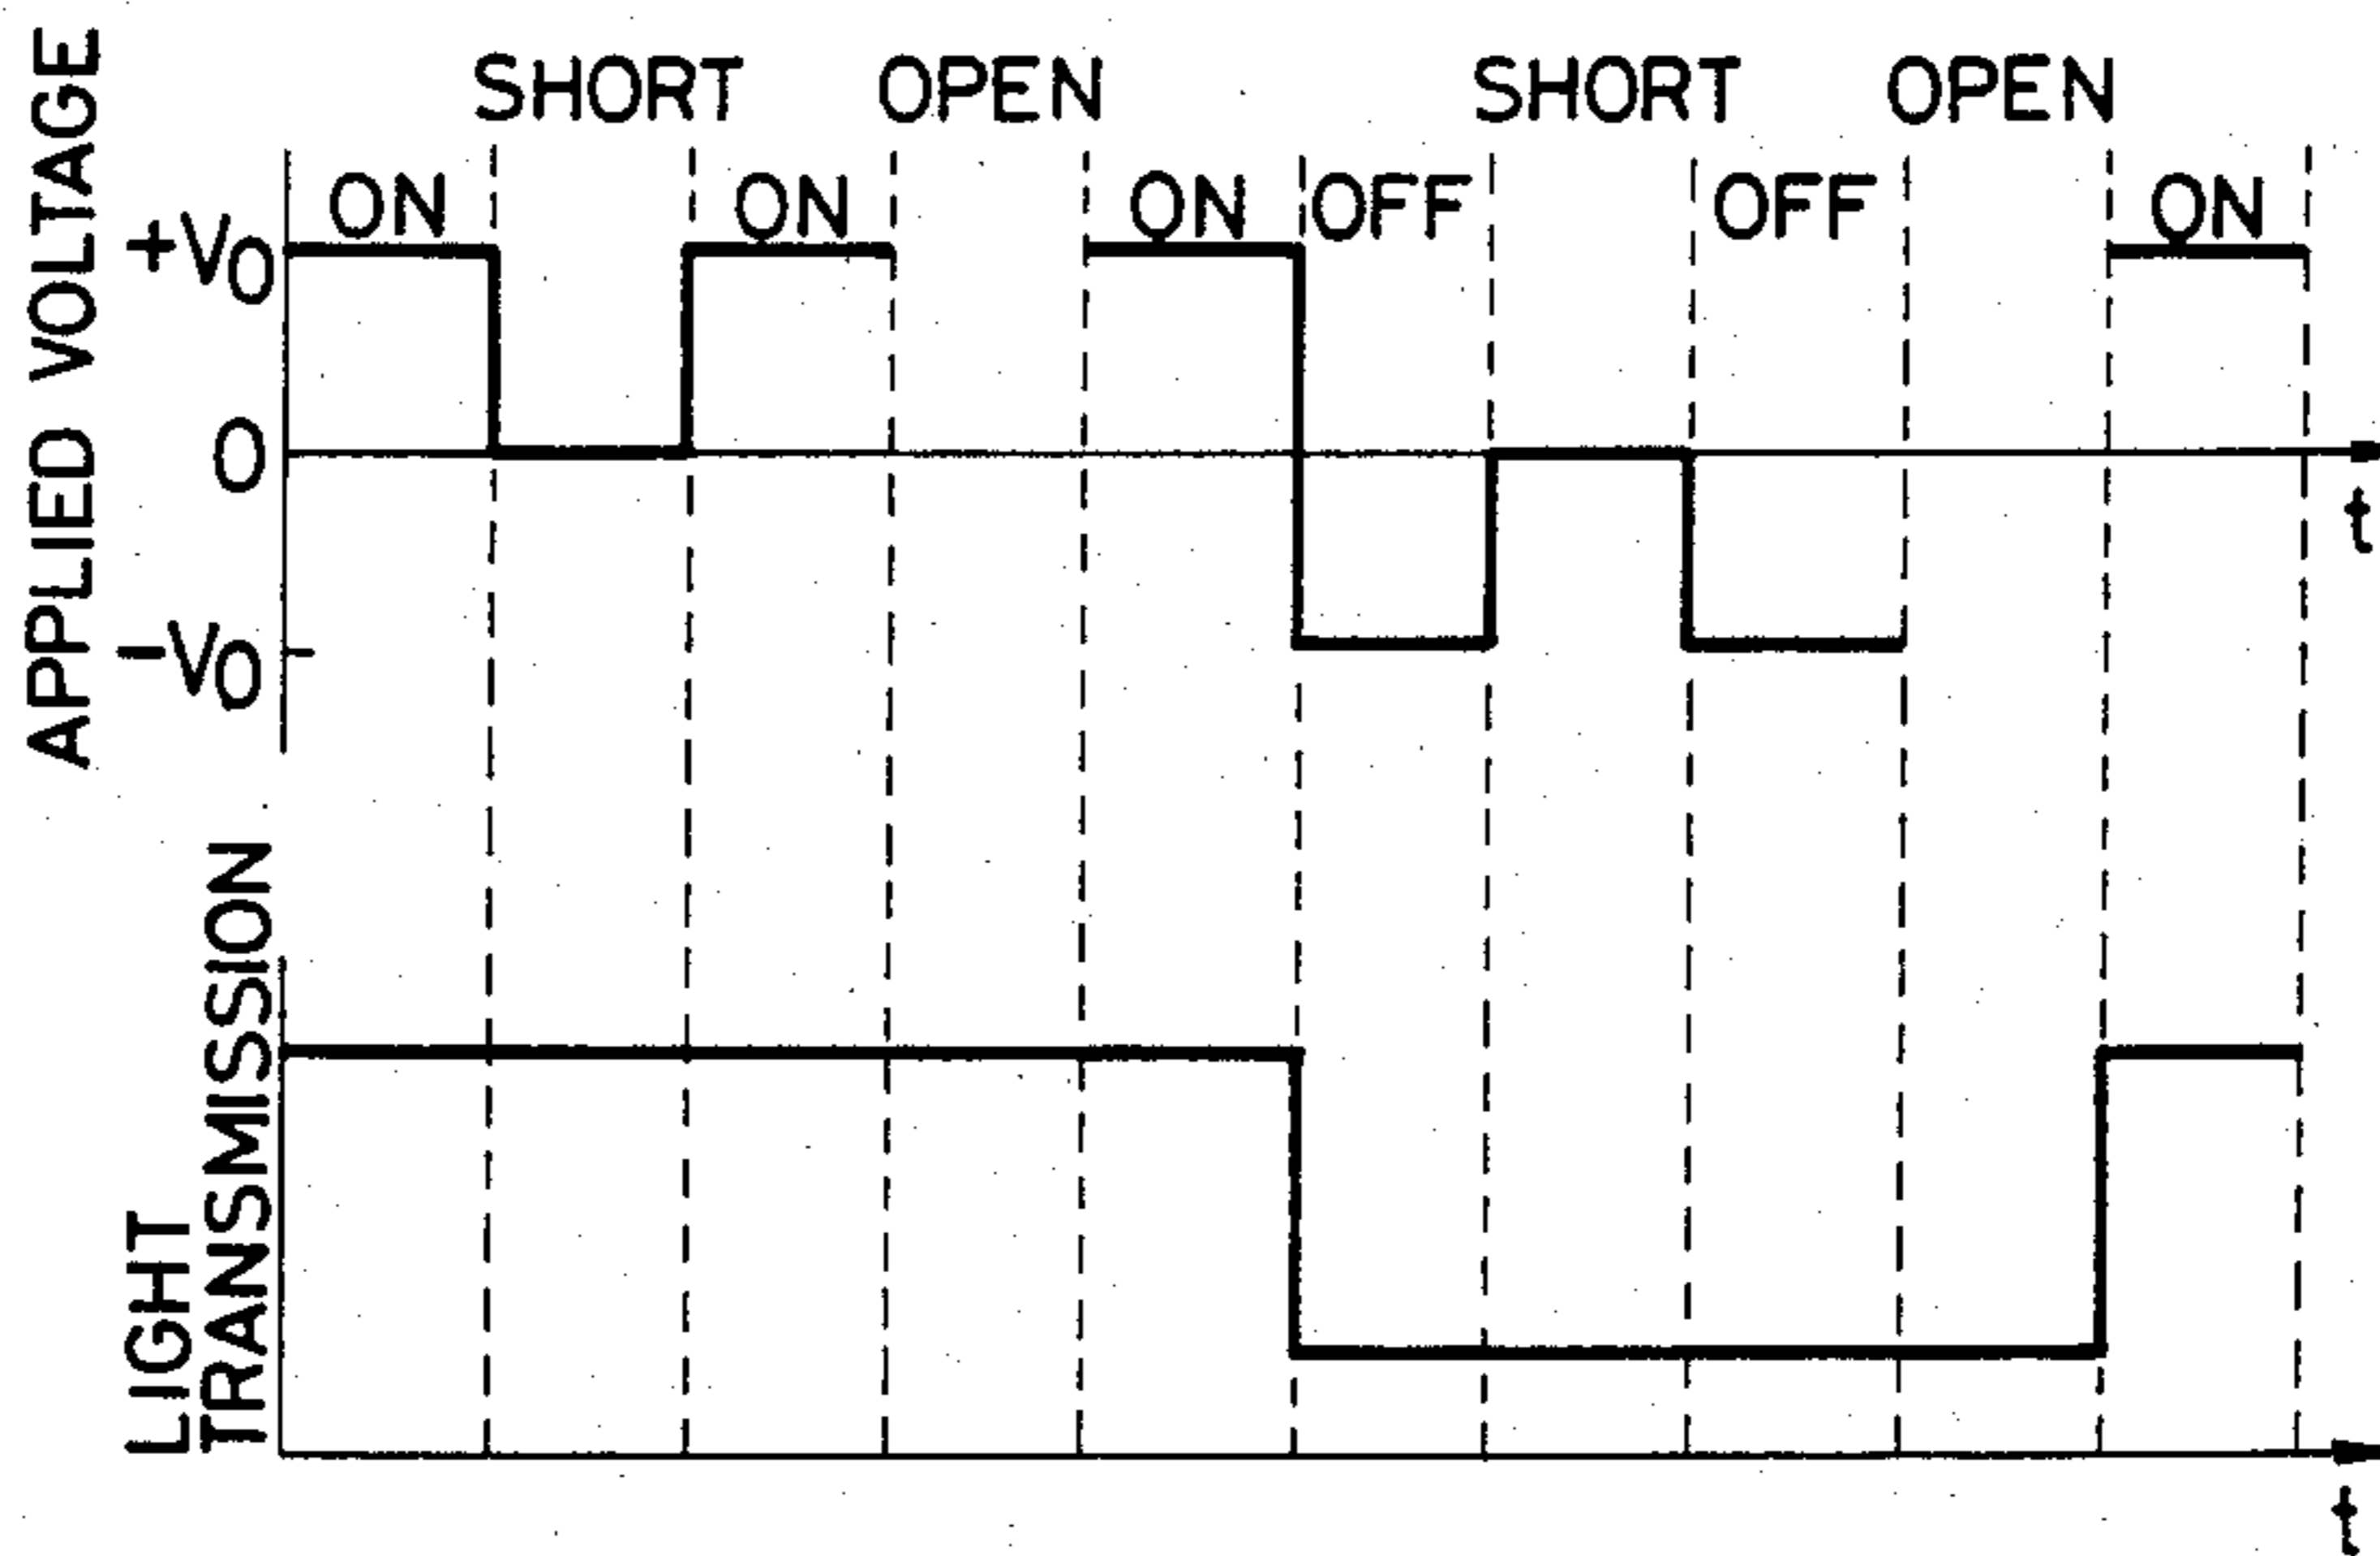 APPLIED VOLTAGE
SHORT OPEN SHORT OPEN
ON ON ON OFF OFF ON
+V0
0
-V0
t
LIGHT
TRANSMISSION
t